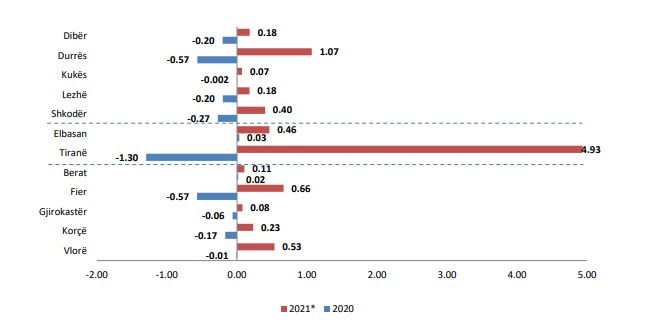 Dibër 0.18
-0.20
Durrës 1.07
-0.57
Kukës 0.07
-0.002
Lezhë 0.18
-0.20
Shkodër 0.40
-0.27
Elbasan 0.46
0.03
Tiranë 4.93
-1.30
Berat 0.11
0.02
Fier 0.66
-0.57
Gjirokastër 0.08
-0.06
Korçë 0.23
-0.17
Vlorë 0.53
-0.01
-2.00 -1.00 0.00 1.00 2.00 3.00 4.00 5.00
2021* 2020